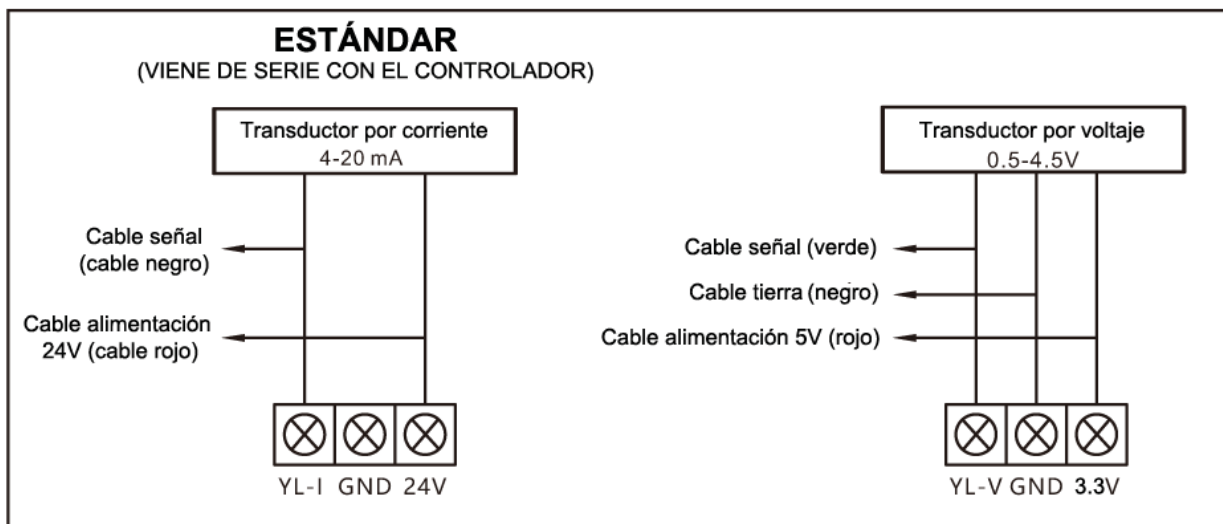 ESTÁNDAR
(VIENE DE SERIE CON EL CONTROLADOR)
Transductor por corriente
4-20 mA
Cable señal
(cable negro)
Cable alimentación
24V (cable rojo)
YL-I GND 24V
Transductor por voltaje
0.5-4.5V
Cable señal (verde)
Cable tierra (negro)
Cable alimentación 5V (rojo)
YL-V GND 3.3V